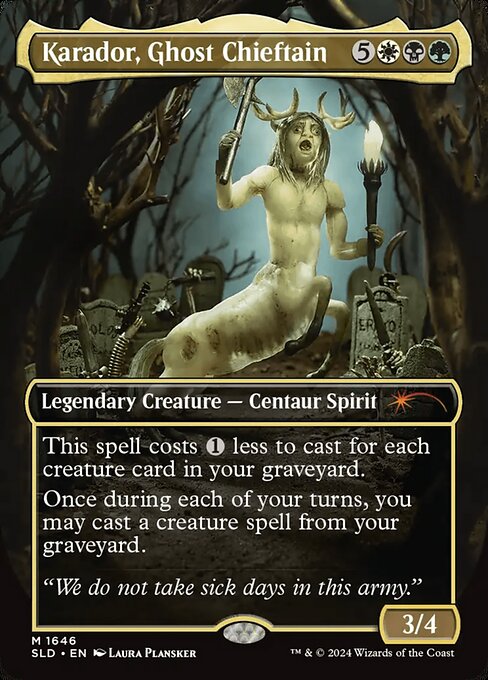 Karador, Ghost Chieftain 5
Legendary Creature — Centaur Spirit
This spell costs 1 less to cast for each
creature card in your graveyard.
Once during each of your turns, you
may cast a creature spell from your
graveyard.
“We do not take sick days in this army.”
3/4
M 1646
SLD • EN Laura Plansker
™ & © 2024 Wizards of the Coast